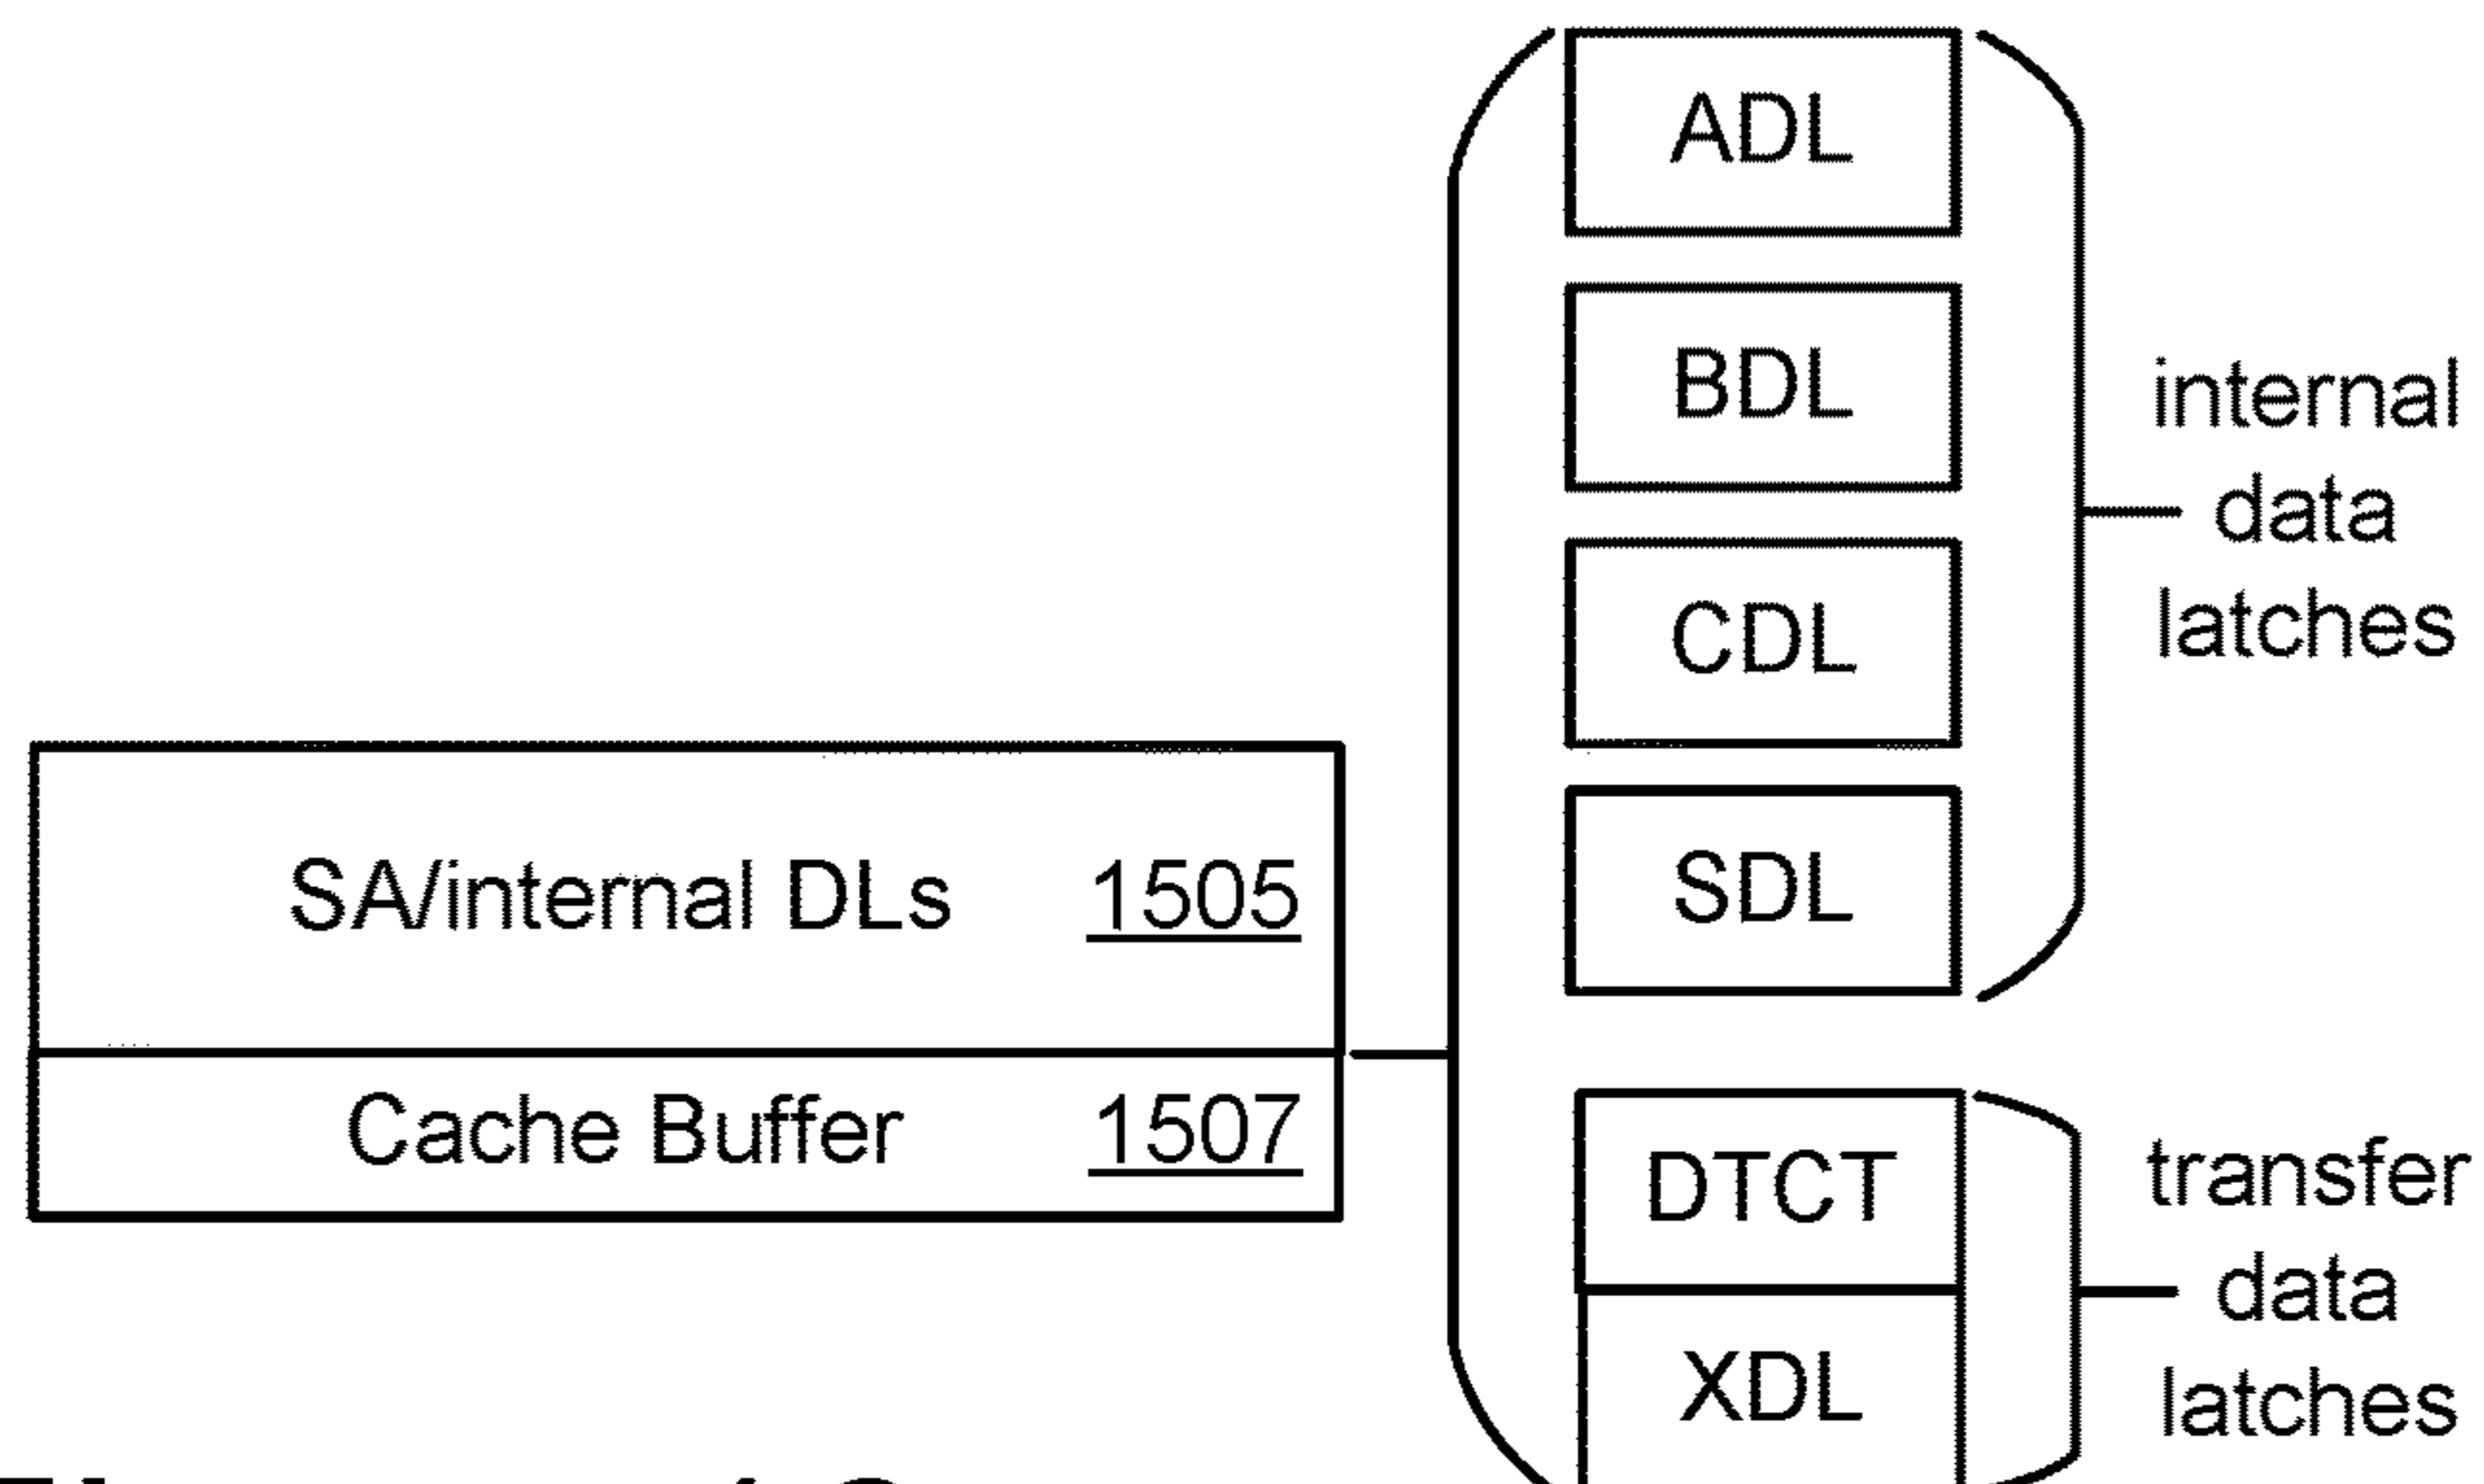 ADL
BDL
CDL
SDL
internal
data
latches
SA/internal DLs 1505
Cache Buffer 1507
DTCT
XDL
transfer
data
latches